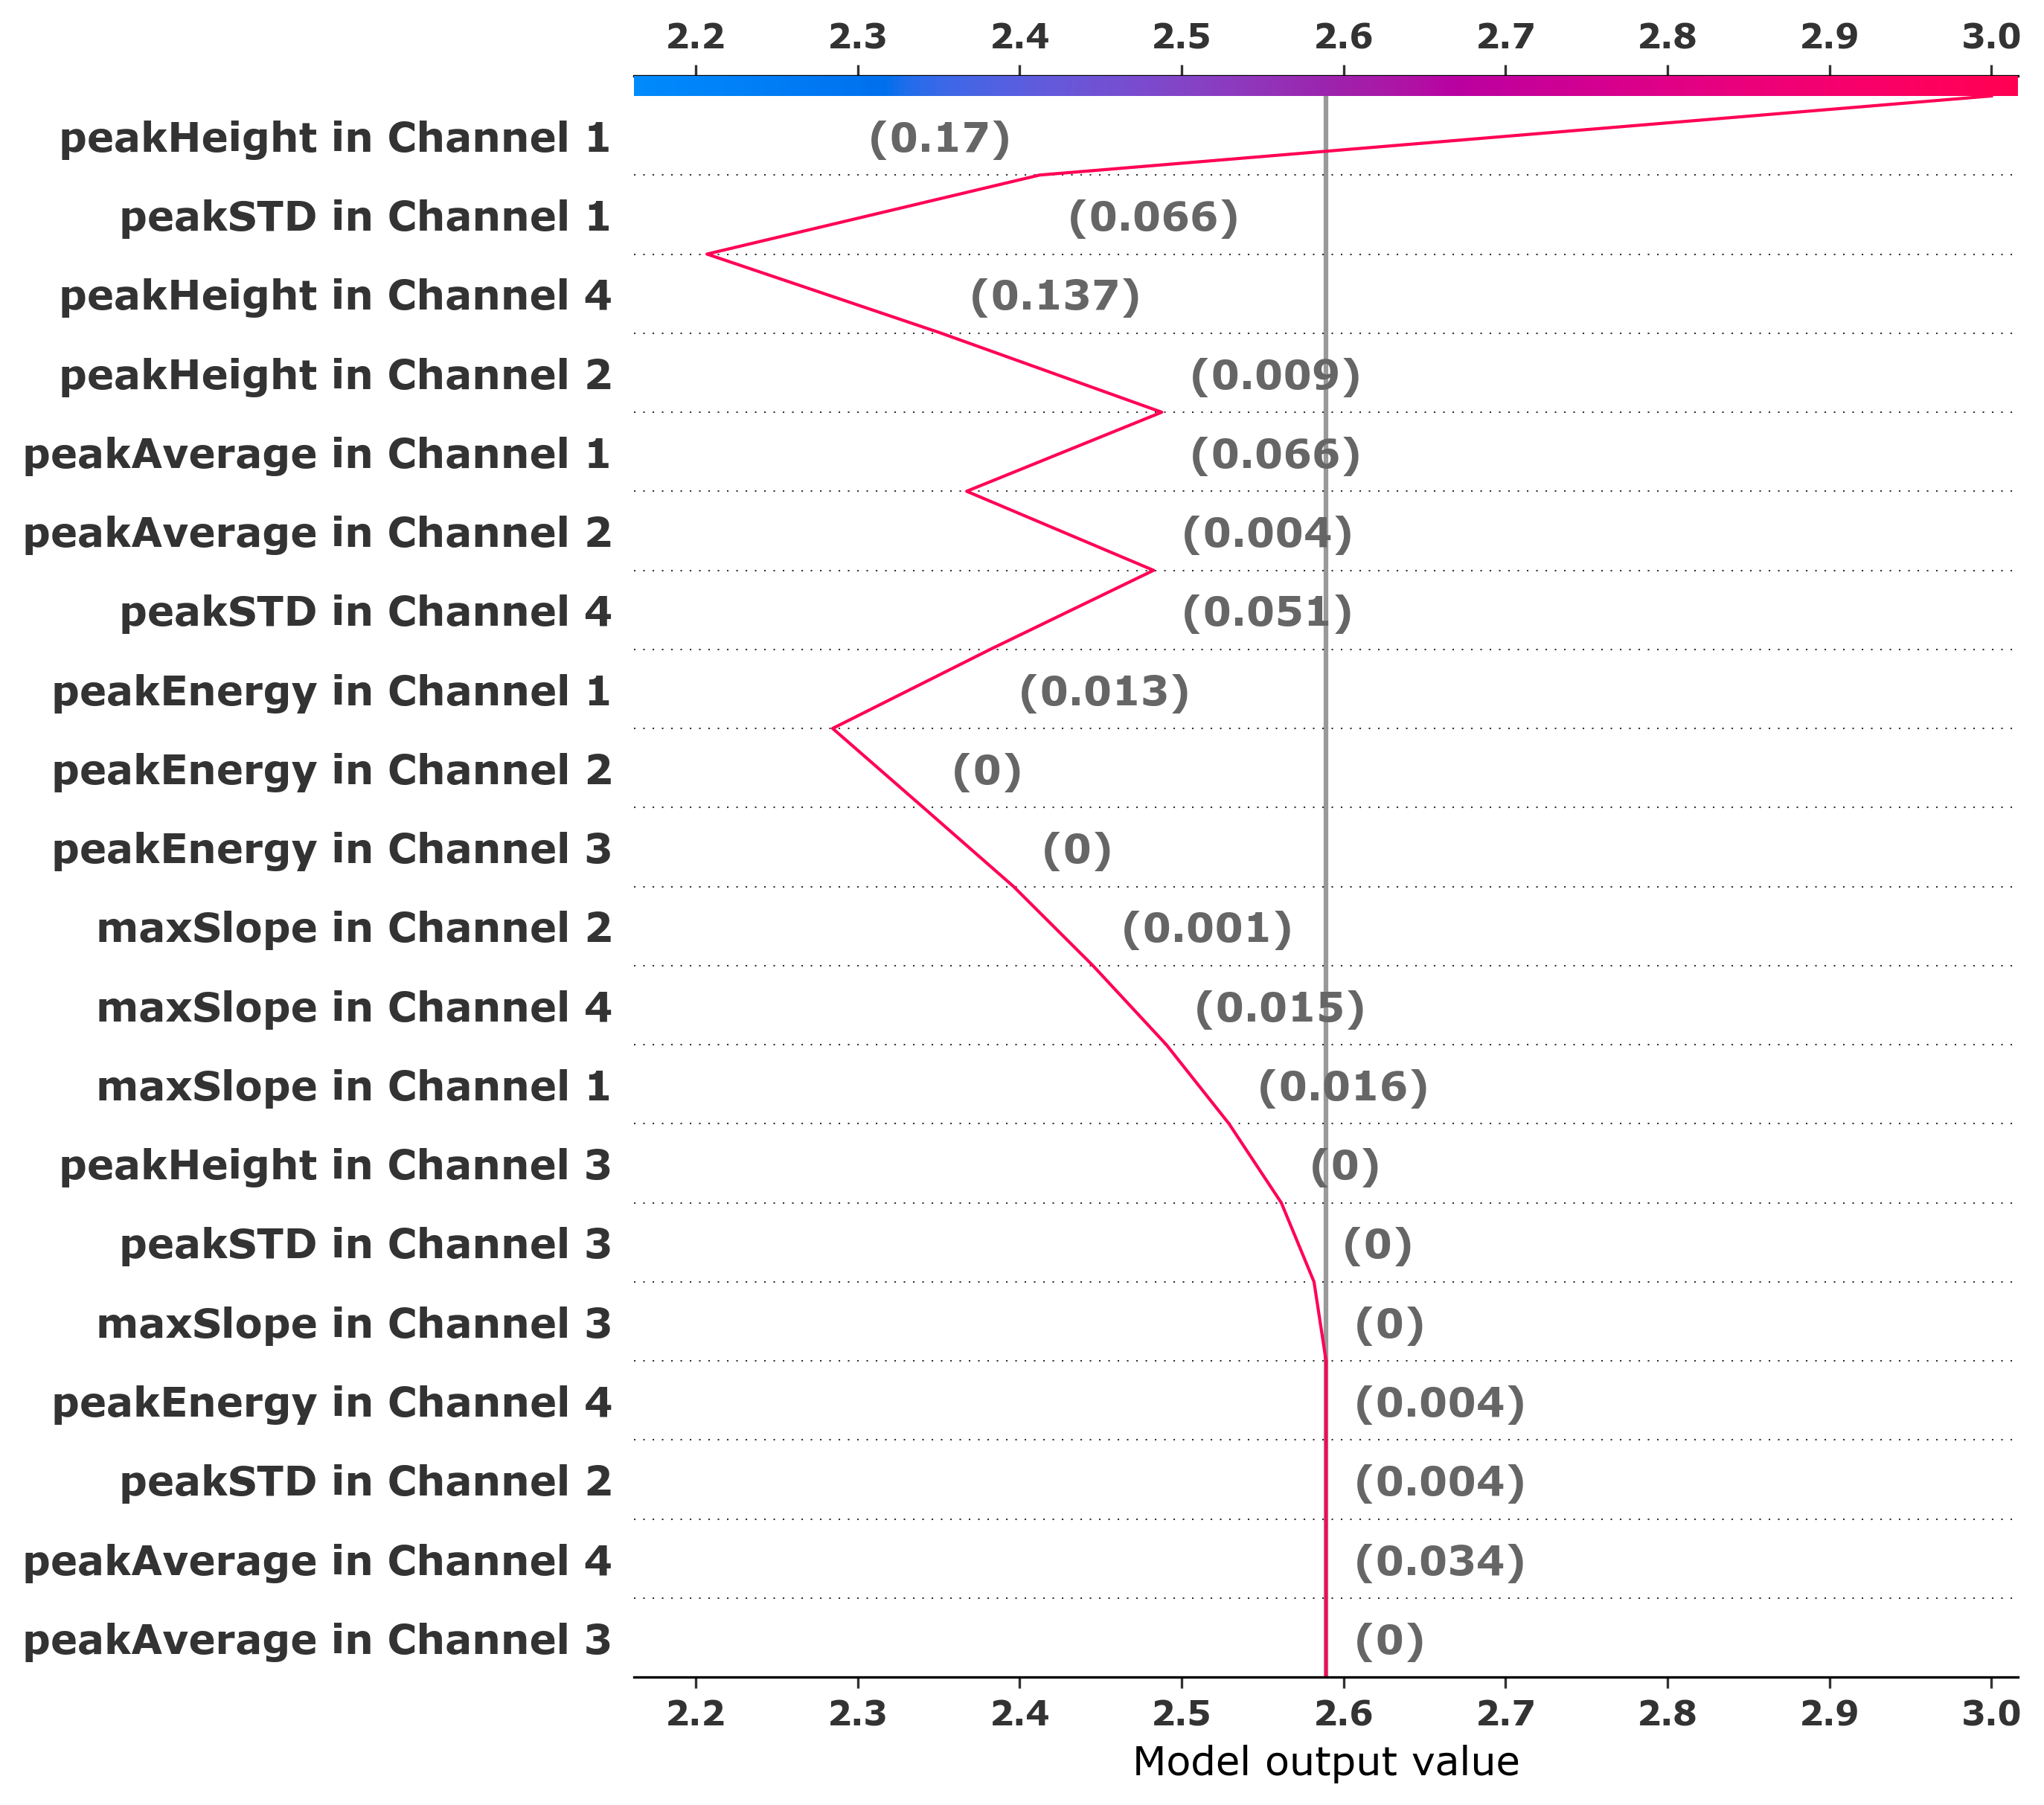 2.2 2.3 2.4 2.5 2.6 2.7 2.8 2.9 3.0
peakHeight in Channel 1 (0.17)
peakSTD in Channel 1 (0.066)
peakHeight in Channel 4 (0.137)
peakHeight in Channel 2 (0.009)
peakAverage in Channel 1 (0.066)
peakAverage in Channel 2 (0.004)
peakSTD in Channel 4 (0.051)
peakEnergy in Channel 1 (0.013)
peakEnergy in Channel 2 (0)
peakEnergy in Channel 3 (0)
maxSlope in Channel 2 (0.001)
maxSlope in Channel 4 (0.015)
maxSlope in Channel 1 (0.016)
peakHeight in Channel 3 (0)
peakSTD in Channel 3 (0)
maxSlope in Channel 3 (0)
peakEnergy in Channel 4 (0.004)
peakSTD in Channel 2 (0.004)
peakAverage in Channel 4 (0.034)
peakAverage in Channel 3 (0)
2.2 2.3 2.4 2.5 2.6 2.7 2.8 2.9 3.0
Model output value